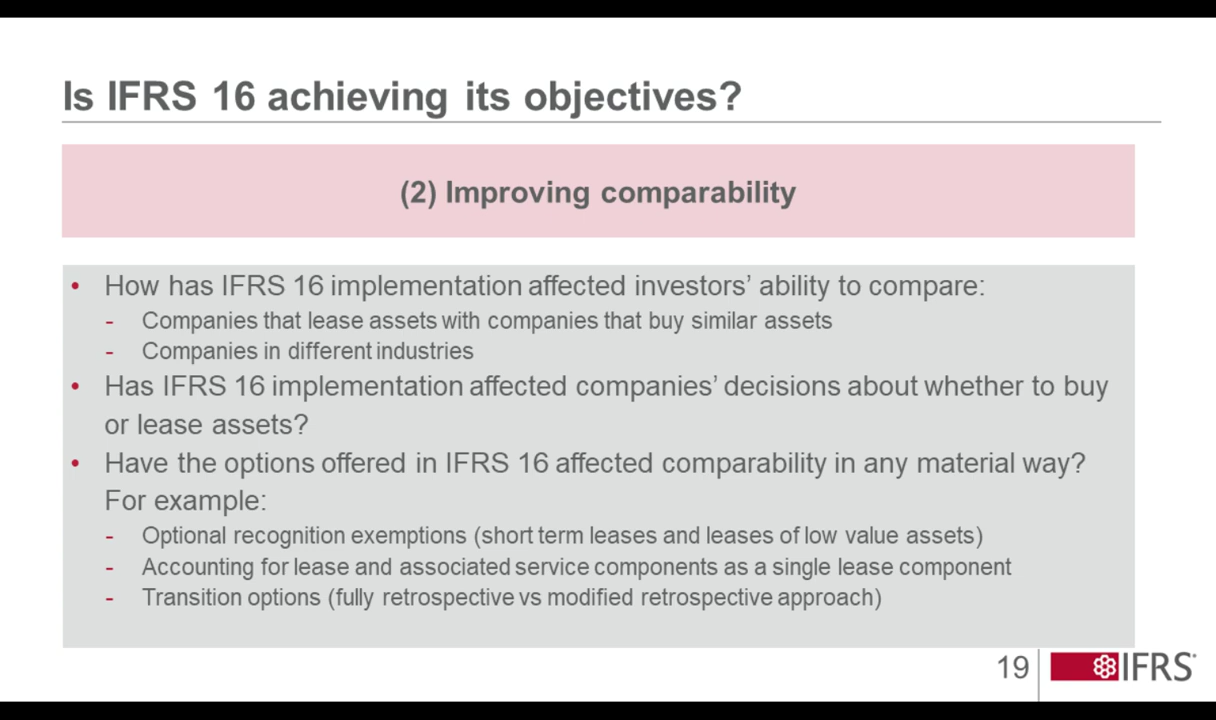 Is IFRS 16 achieving its objectives?
(2) Improving comparability
• How has IFRS 16 implementation affected investors’ ability to compare:
- Companies that lease assets with companies that buy similar assets
- Companies in different industries
• Has IFRS 16 implementation affected companies’ decisions about whether to buy
or lease assets?
• Have the options offered in IFRS 16 affected comparability in any material way?
For example:
- Optional recognition exemptions (short term leases and leases of low value assets)
- Accounting for lease and associated service components as a single lease component
- Transition options (fully retrospective vs modified retrospective approach)
19
IFRS